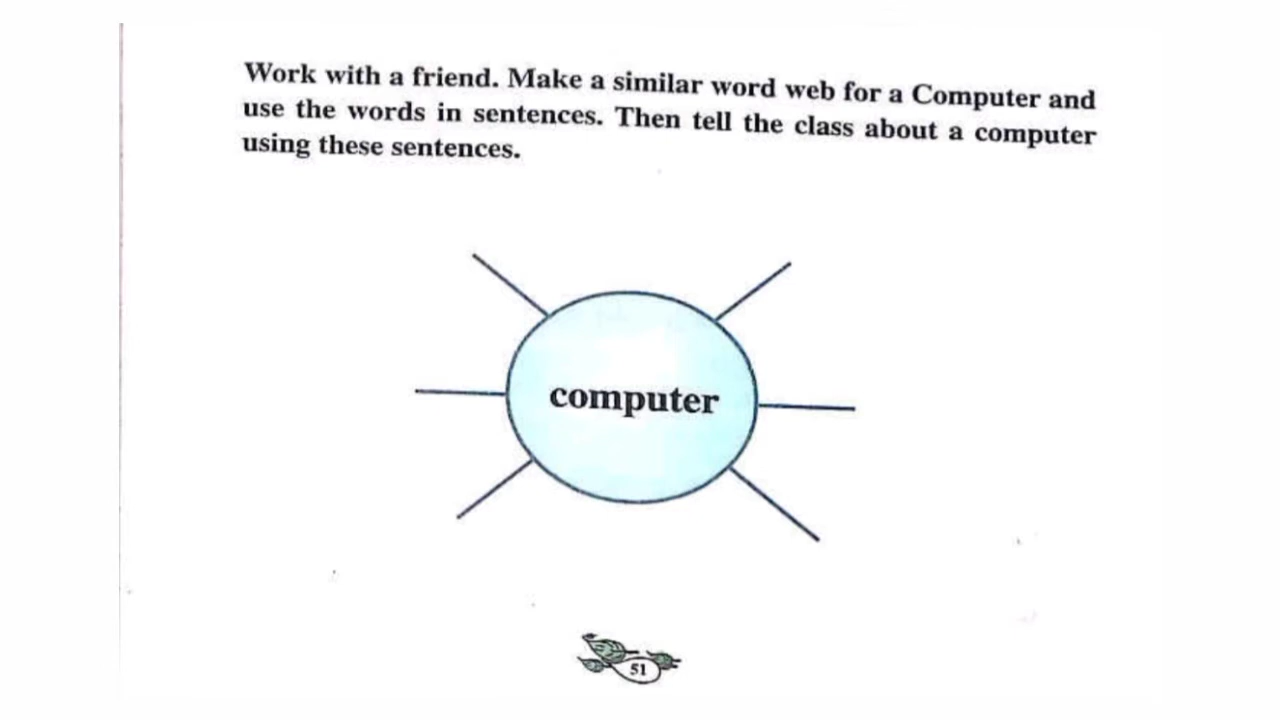 Work with a friend. Make a similar word web for a Computer and
use the words in sentences. Then tell the class about a computer
using these sentences.
computer
51